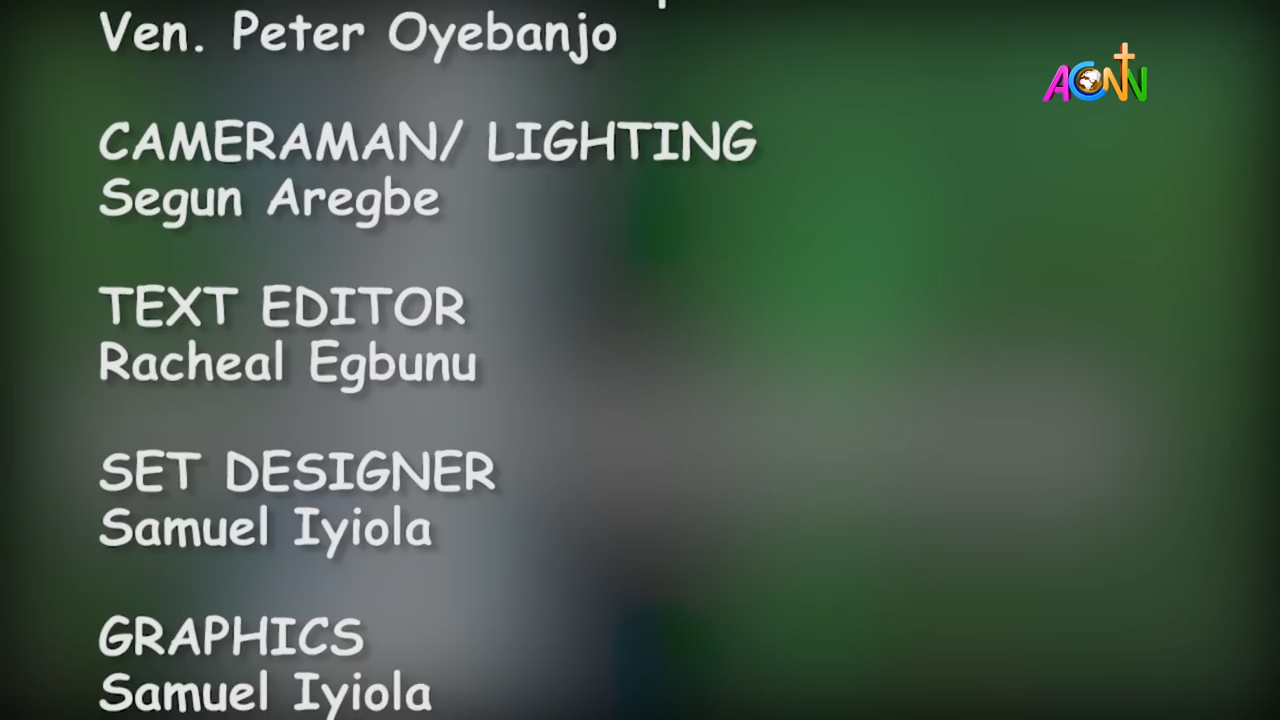 Ven. Peter Oyebanjo
ACNN
CAMERAMAN/ LIGHTING
Segun Aregbe
TEXT EDITOR
Racheal Egbunu
SET DESIGNER
Samuel Iyiola
GRAPHICS
Samuel Iyiola